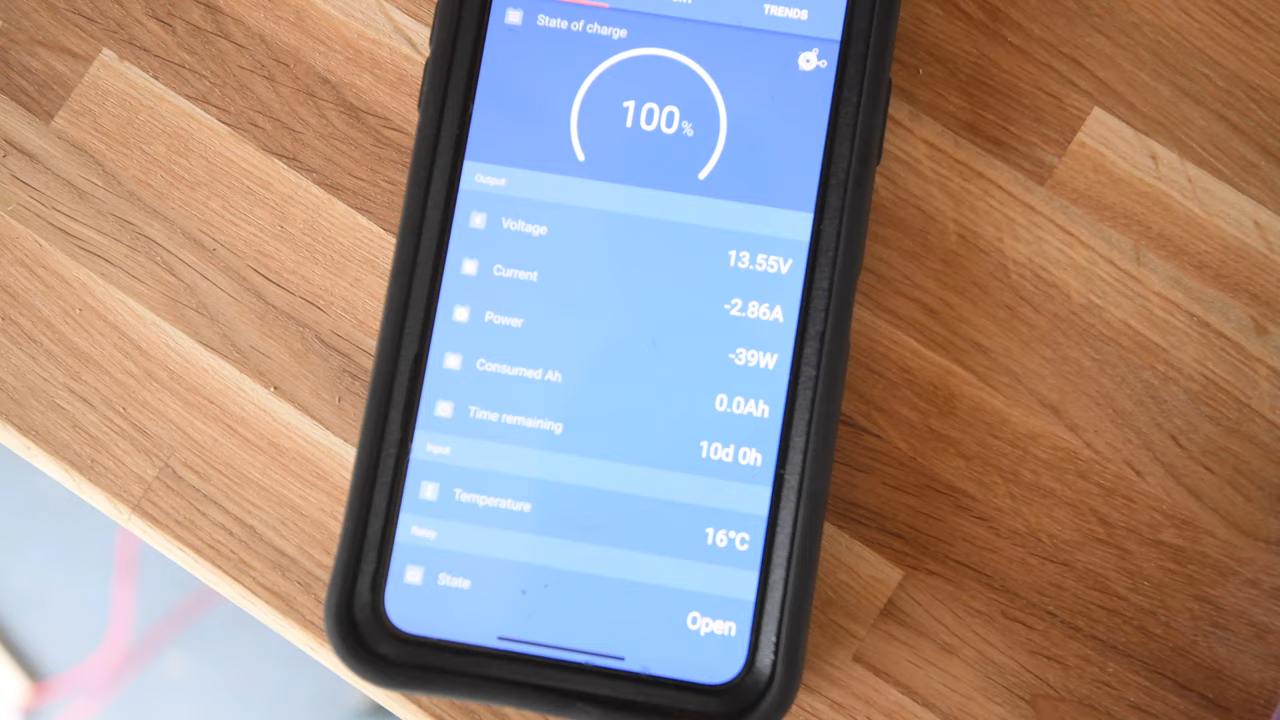 TRENDS
State of charge
100%
Output
Voltage
13.55V
Current
-2.86A
Power
-39W
Consumed Ah
0.0Ah
Time remaining
10d 0h
Input
Temperature
16°C
Relay
State
Open